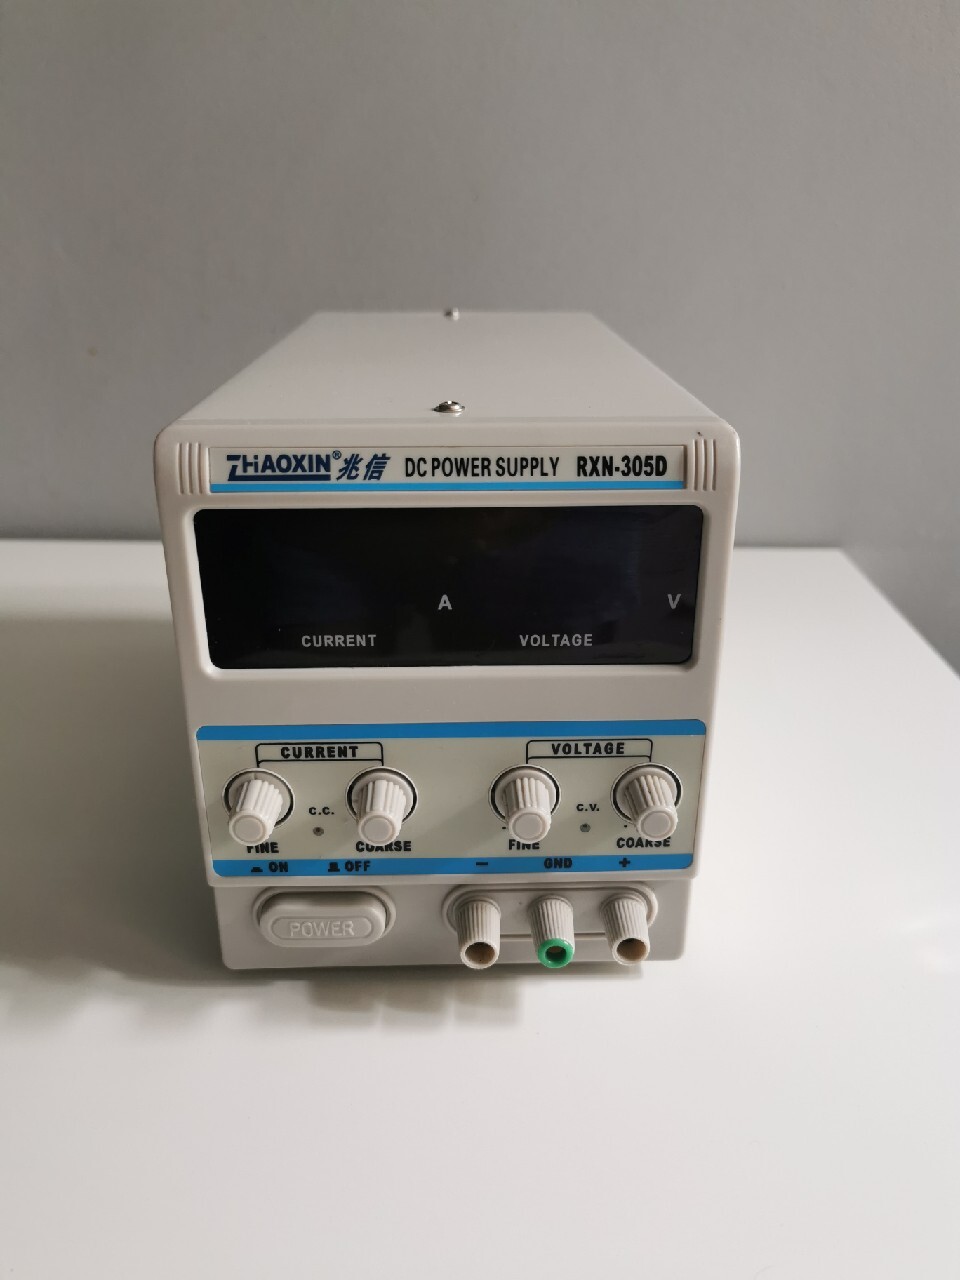 ZHAOXIN® 兆信 DC POWER SUPPLY RXN-305D
A V
CURRENT VOLTAGE
CURRENT VOLTAGE
C.C. C.V.
FINE COARSE FINE COARSE
ON OFF - GND +
POWER